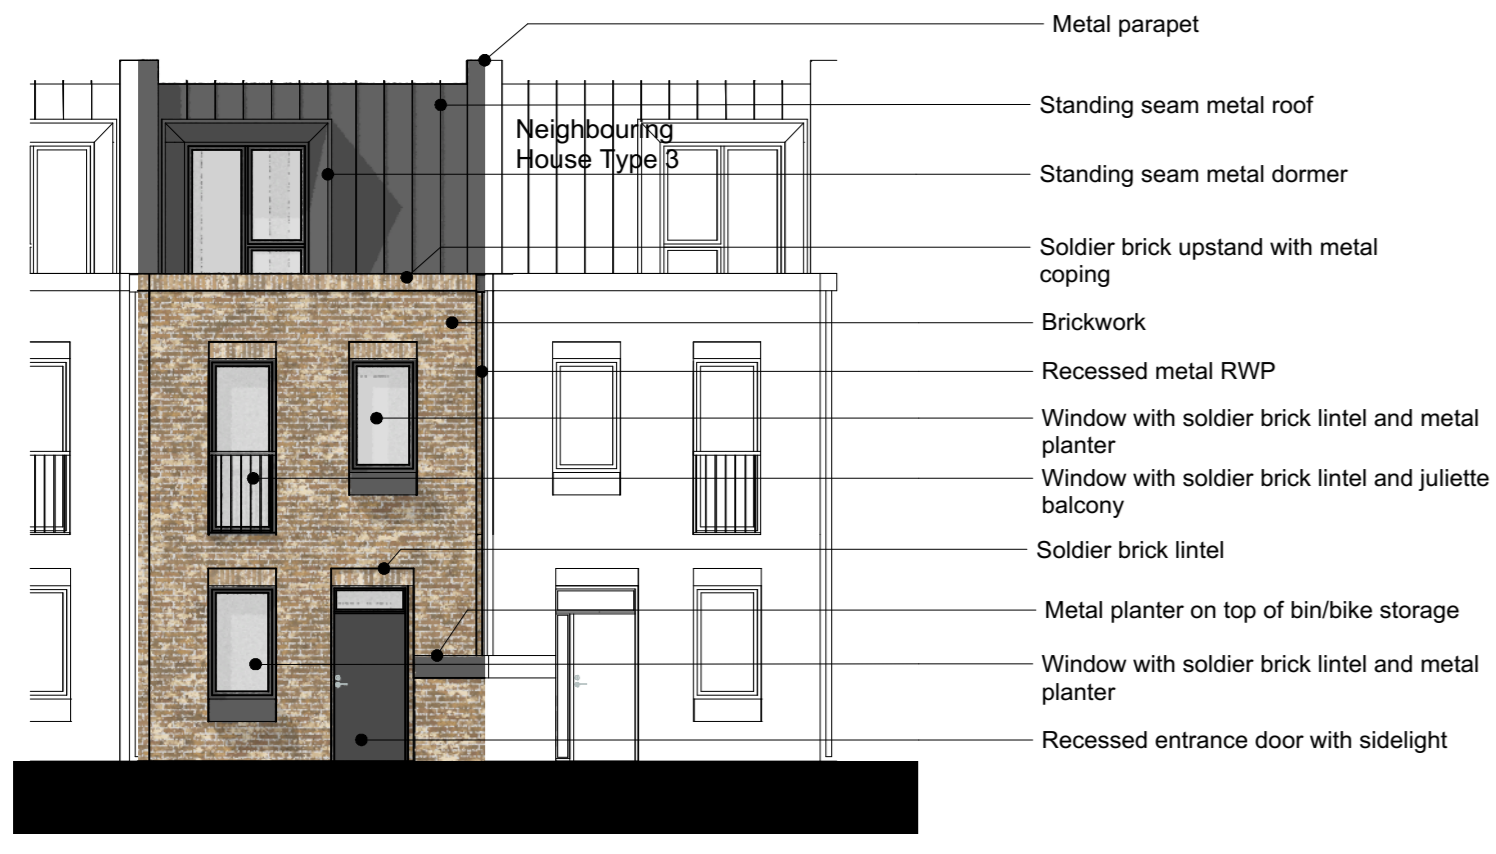 Metal parapet
Standing seam metal roof
Neighbouring
House Type 3
Standing seam metal dormer
Soldier brick upstand with metal
coping
Brickwork
Recessed metal RWP
Window with soldier brick lintel and metal
planter
Window with soldier brick lintel and juliette
balcony
Soldier brick lintel
Metal planter on top of bin/bike storage
Window with soldier brick lintel and metal
planter
Recessed entrance door with sidelight